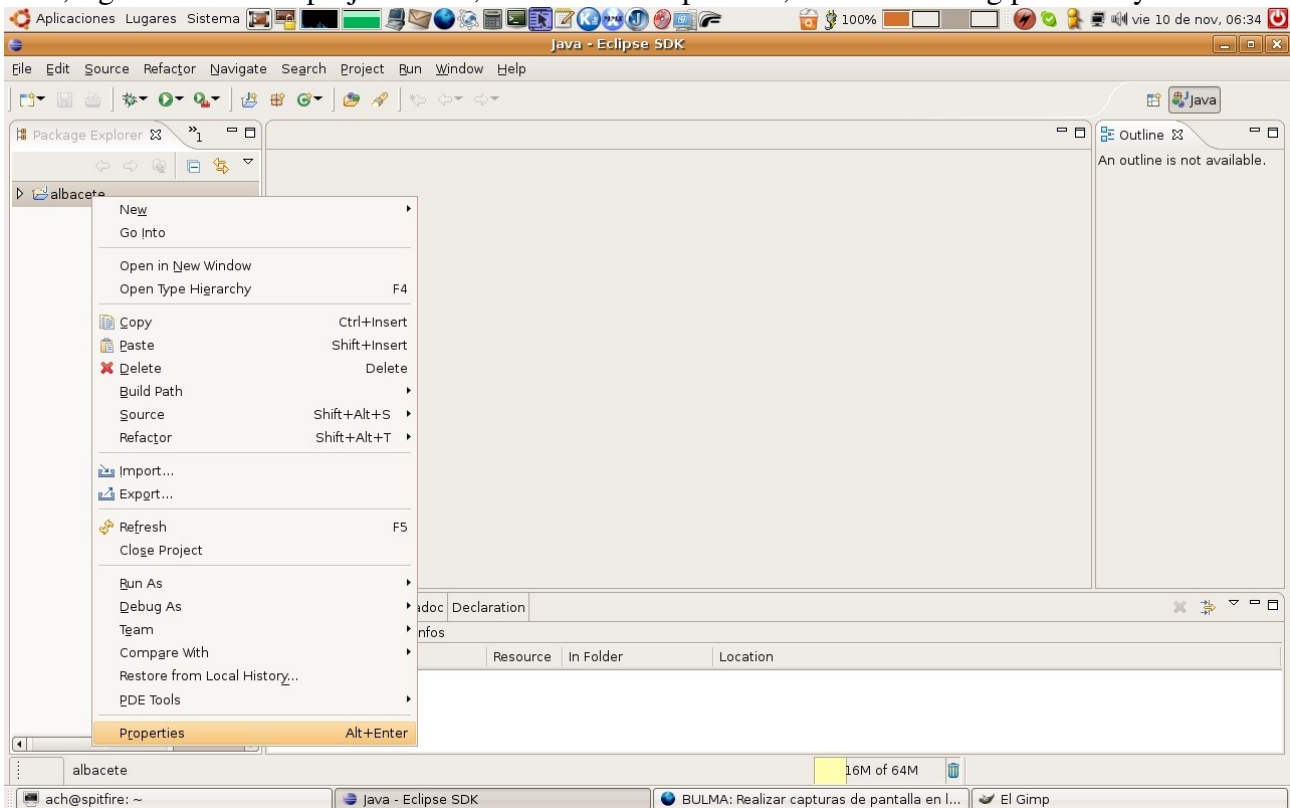 Aplicaciones Lugares Sistema 100% vie 10 de nov, 06:34
Java - Eclipse SDK
File Edit Source Refactor Navigate Search Project Run Window Help
Java
Package Explorer
»1
Outline
An outline is not available.
albacete
New
Go Into
Open in New Window
Open Type Hierarchy F4
Copy Ctrl+Insert
Paste Shift+Insert
Delete Delete
Build Path
Source Shift+Alt+S
Refactor Shift+Alt+T
Import...
Export...
Refresh F5
Close Project
Run As
Debug As
Team
Compare With
Restore from Local History...
PDE Tools
Properties Alt+Enter
adoc Declaration
nfos
Resource In Folder Location
albacete
16M of 64M
ach@spitfire: ~
Java - Eclipse SDK
BULMA: Realizar capturas de pantalla en l...
El Gimp